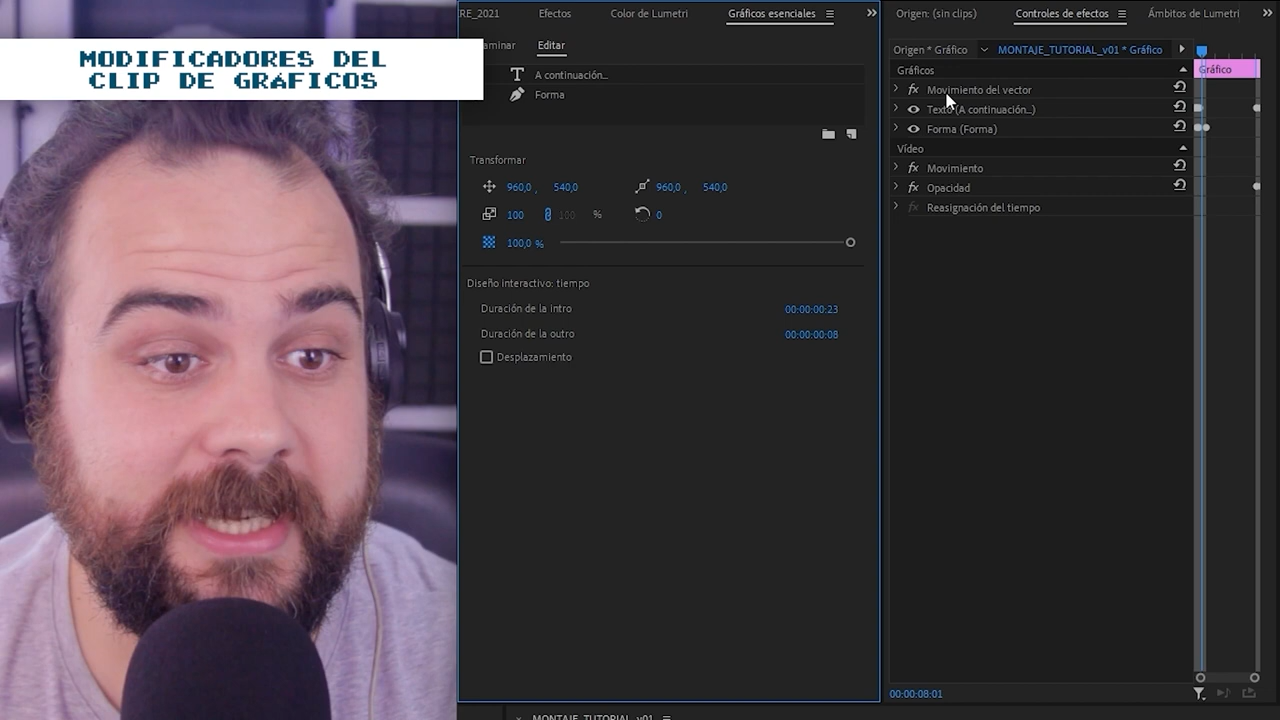 MODIFICADORES DEL
CLIP DE GRÁFICOS
RE_2021
Efectos
Color de Lumetri
Gráficos esenciales
aminar
Editar
A continuación...
Forma
Transformar
960,0 , 540,0
960,0 , 540,0
100
100 %
0
100,0 %
Diseño interactivo: tiempo
Duración de la intro 00:00:00:23
Duración de la outro 00:00:00:08
Desplazamiento
Origen: (sin clips)
Controles de efectos
Ámbitos de Lumetri
Origen * Gráfico
MONTAJE_TUTORIAL_v01 * Gráfico
Gráficos
Gráfico
Movimiento del vector
Texto (A continuación...)
Forma (Forma)
Vídeo
Movimiento
Opacidad
Reasignación del tiempo
00:00:08:01
MONTAJE_TUTORIAL_v01